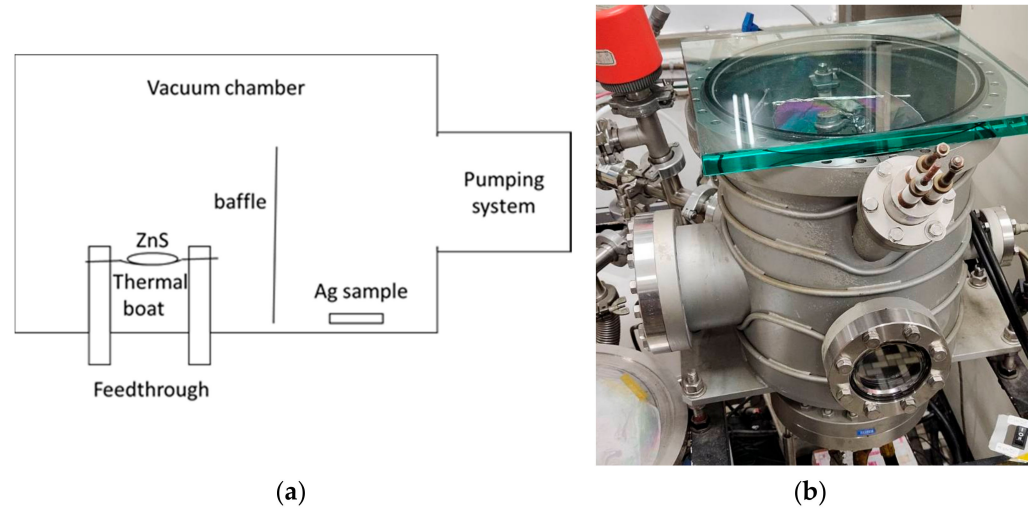 Vacuum chamber
baffle
Pumping
system
ZnS
Thermal
boat
Ag sample
Feedthrough
(a)
(b)